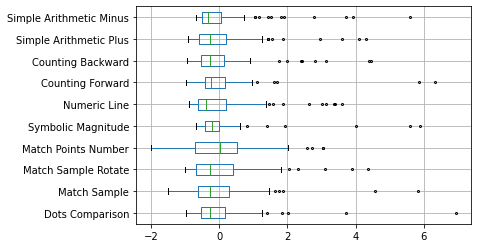 Simple Arithmetic Minus
Simple Arithmetic Plus
Counting Backward
Counting Forward
Numeric Line
Symbolic Magnitude
Match Points Number
Match Sample Rotate
Match Sample
Dots Comparison
−2 0 2 4 6